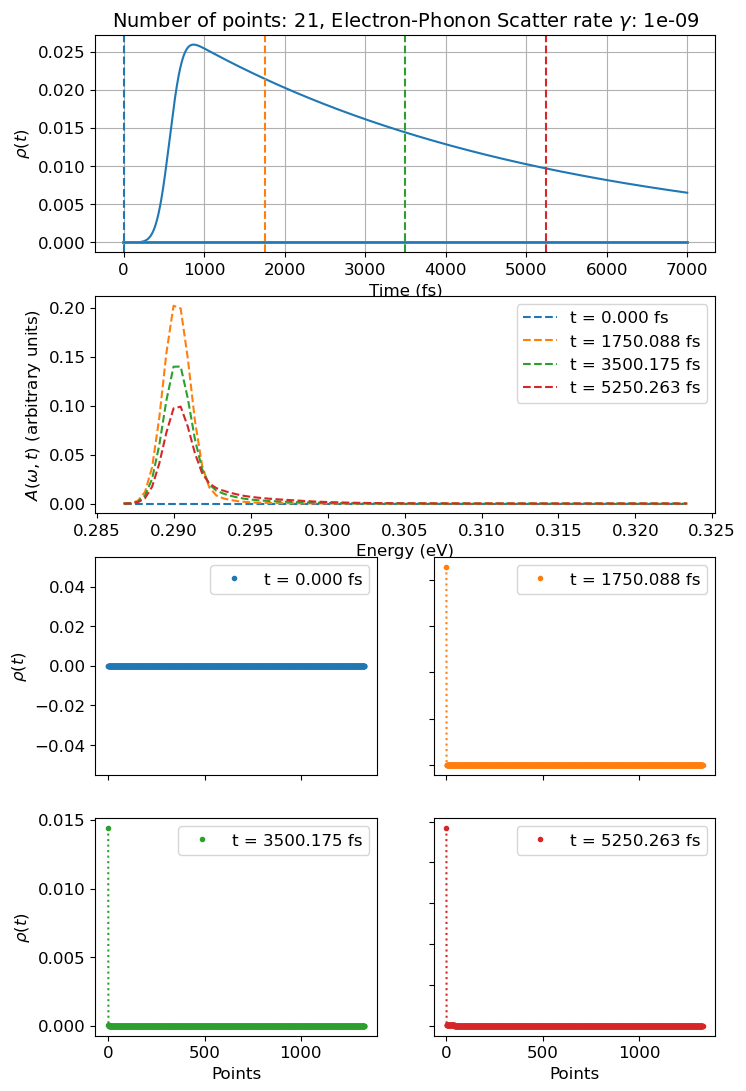 Number of points: 21, Electron-Phonon Scatter rate γ: 1e-09
0.025
0.020
0.015
0.010
0.005
0.000
ρ(t)
0 1000 2000 3000 4000 5000 6000 7000
Time (fs)
0.20
0.15
0.10
0.05
0.00
A(ω, t) (arbitrary units)
t = 0.000 fs
t = 1750.088 fs
t = 3500.175 fs
t = 5250.263 fs
0.285 0.290 0.295 0.300 0.305 0.310 0.315 0.320 0.325
Energy (eV)
0.04
0.02
0.00
−0.02
−0.04
ρ(t)
t = 0.000 fs
t = 1750.088 fs
0.015
0.010
0.005
0.000
ρ(t)
t = 3500.175 fs
0 500 1000
Points
t = 5250.263 fs
0 500 1000
Points